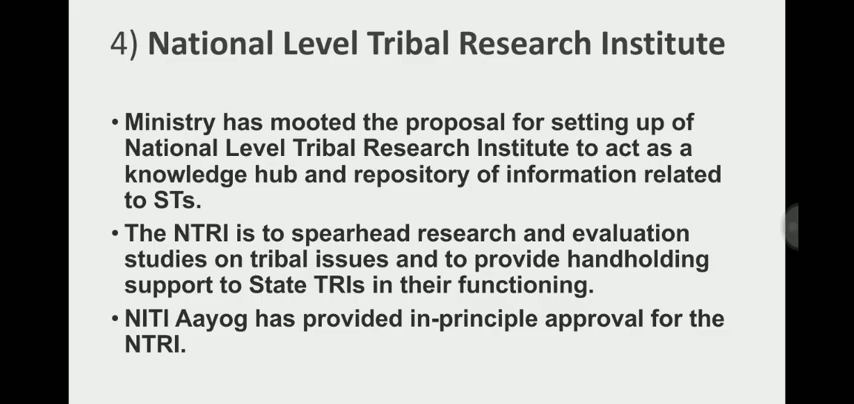 4) National Level Tribal Research Institute
• Ministry has mooted the proposal for setting up of
National Level Tribal Research Institute to act as a
knowledge hub and repository of information related
to STs.
• The NTRI is to spearhead research and evaluation
studies on tribal issues and to provide handholding
support to State TRIs in their functioning.
• NITI Aayog has provided in-principle approval for the
NTRI.